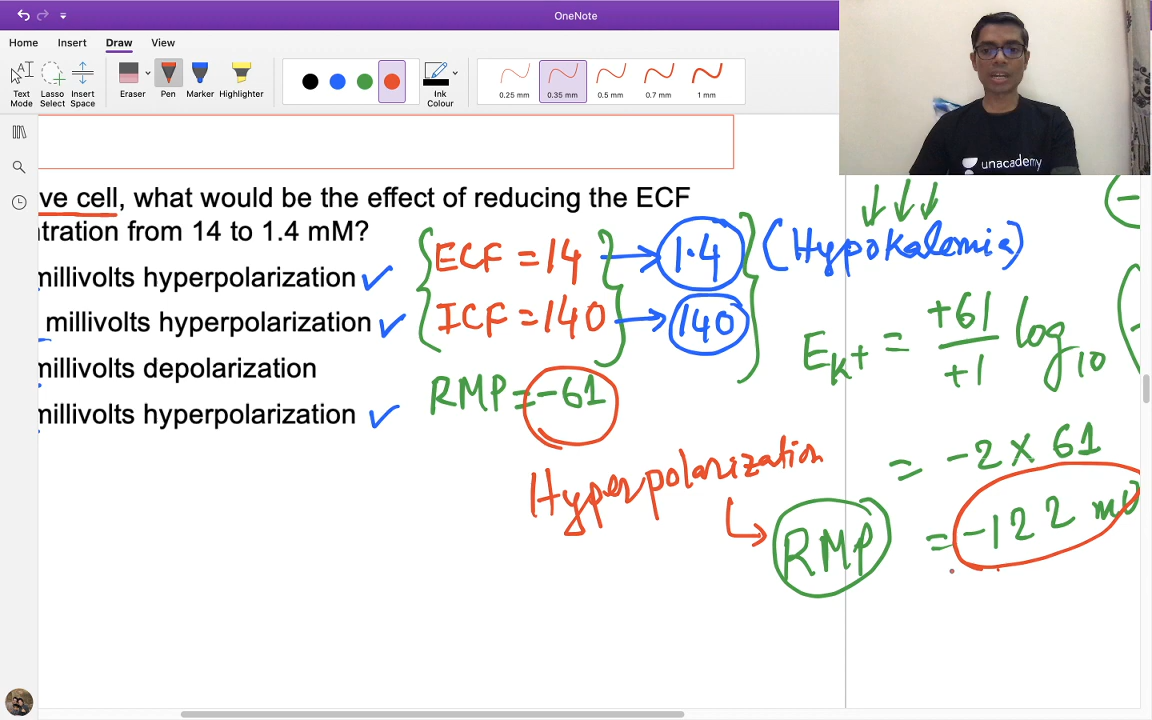 OneNote
Home Insert Draw View
Text Mode
Lasso Select
Insert Space
Eraser
Pen
Marker
Highlighter
Ink Colour
0.25 mm
0.35 mm
0.5 mm
0.7 mm
1 mm
unacademy
ve cell, what would be the effect of reducing the ECF
tration from 14 to 1.4 mM?
millivolts hyperpolarization
millivolts hyperpolarization
millivolts depolarization
millivolts hyperpolarization
ECF = 14 → 1.4 (Hypokalemia)
ICF = 140 → 140
RMP = -61
EK+ = +61/+1 log10
= -2 × 61
= -122 mV
Hyperpolarization
RMP